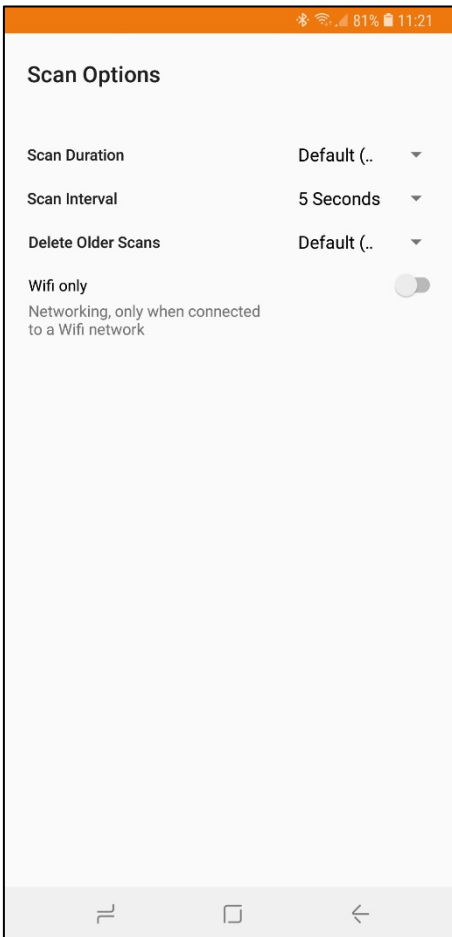 81% 11:21
Scan Options
Scan Duration Default (..
Scan Interval 5 Seconds
Delete Older Scans Default (..
Wifi only
Networking, only when connected
to a Wifi network